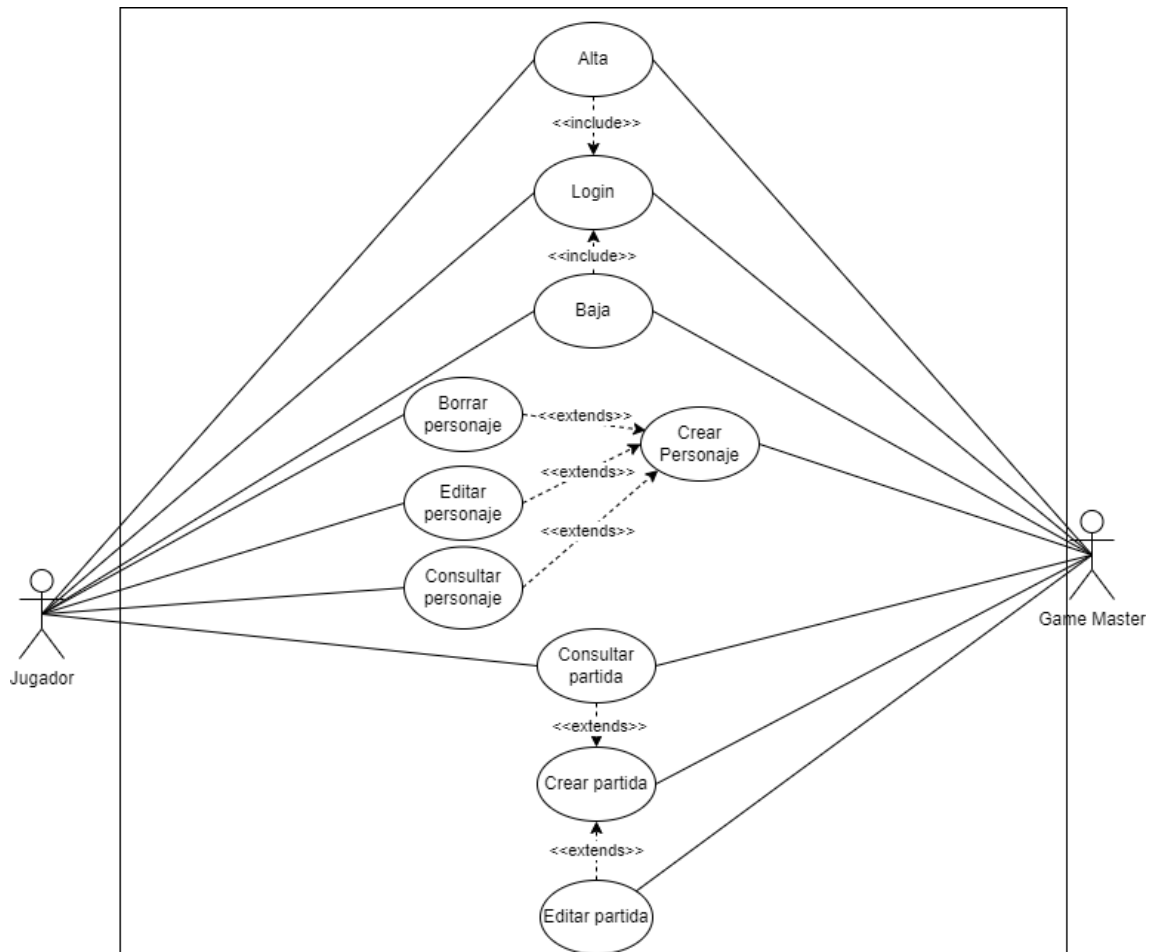 Alta
<<include>>
Login
<<include>>
Baja
Borrar
personaje
<<extends>>
Crear
Personaje
<<extends>>
Editar
personaje
<<extends>>
Consultar
personaje
Jugador
Game Master
Consultar
partida
<<extends>>
Crear partida
<<extends>>
Editar partida